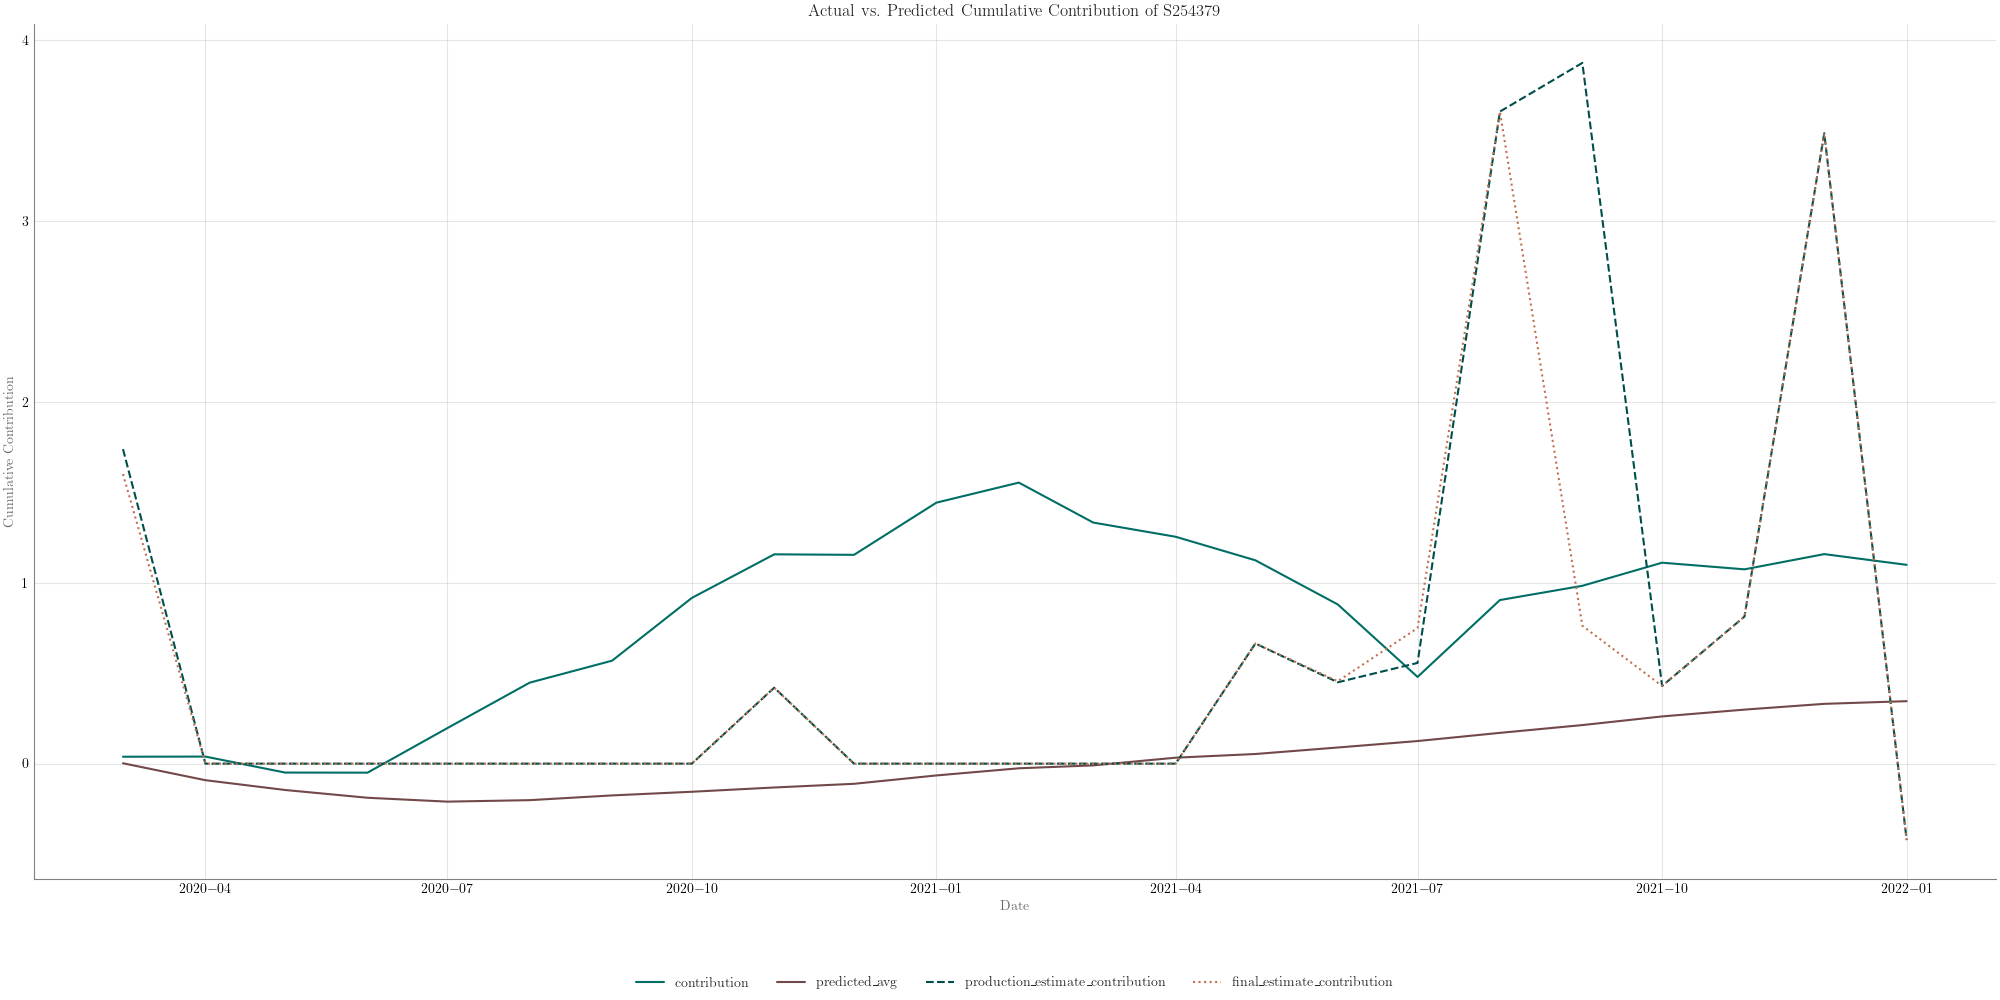 Actual vs. Predicted Cumulative Contribution of S254379
4
3
2
1
0
Cumulative Contribution
2020−04 2020−07 2020−10 2021−01 2021−04 2021−07 2021−10 2022−01
Date
contribution predicted_avg production_estimate_contribution final_estimate_contribution